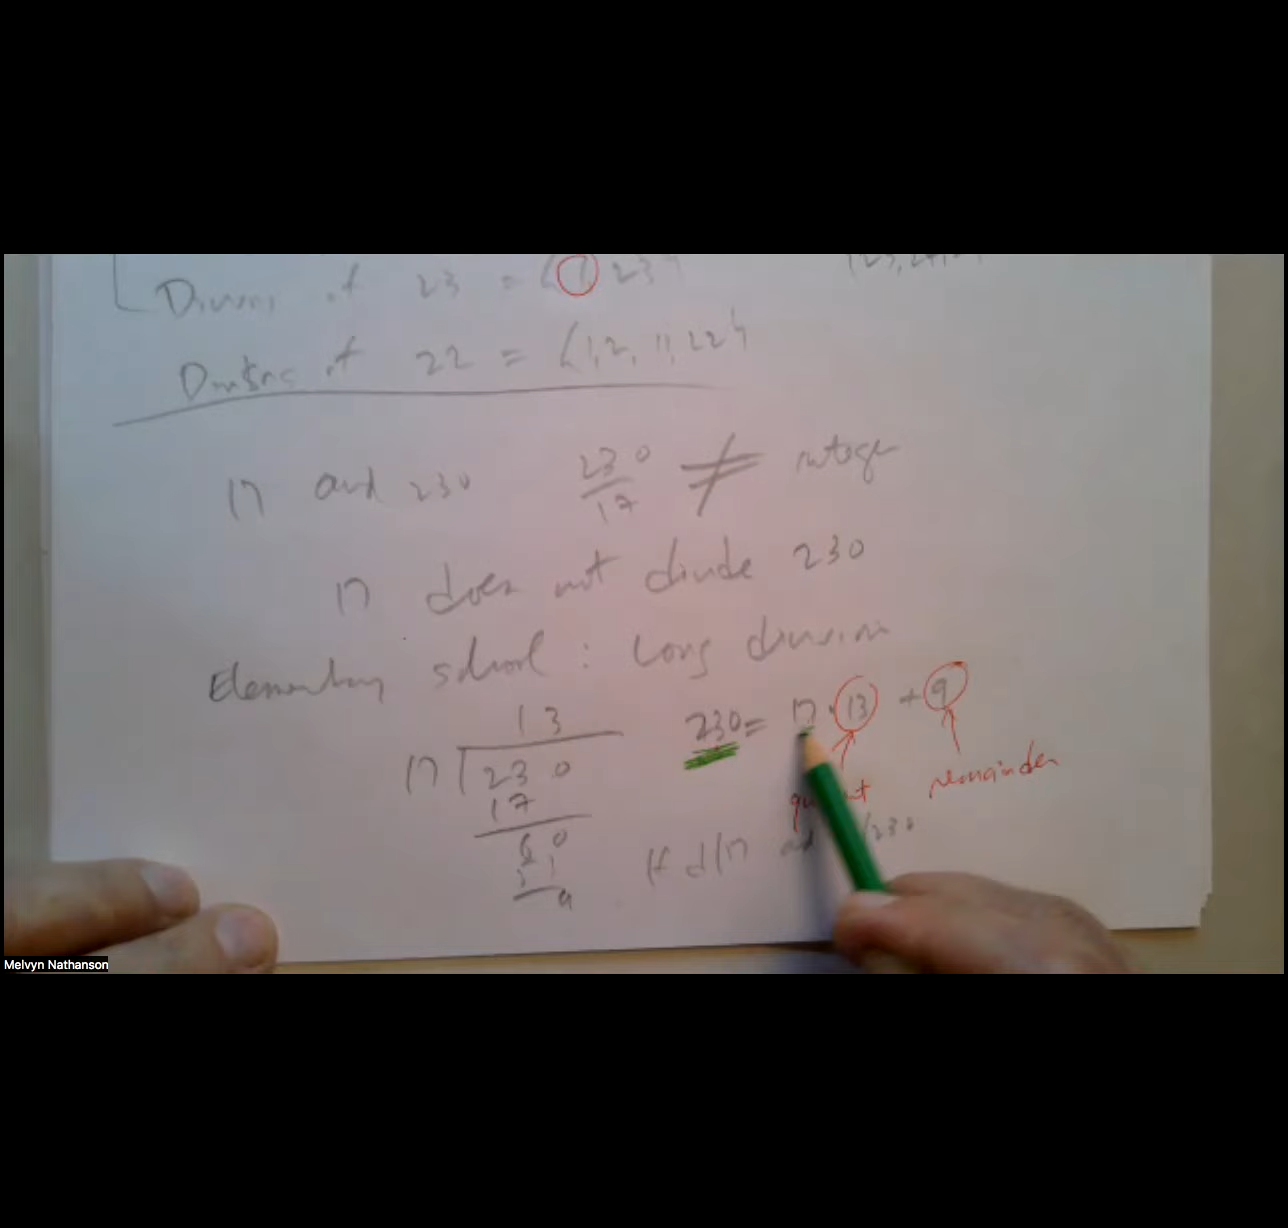 Divisors of 23 = {1, 23}
Divisors of 22 = {1, 2, 11, 22}
17 and 230 230/17 ≠ integer
17 does not divide 230
Elementary school : Long division
13
230 = 17 · 13 + 9
17 230
17
60
51
9
remainder
If d/17 /230
Melvyn Nathanson